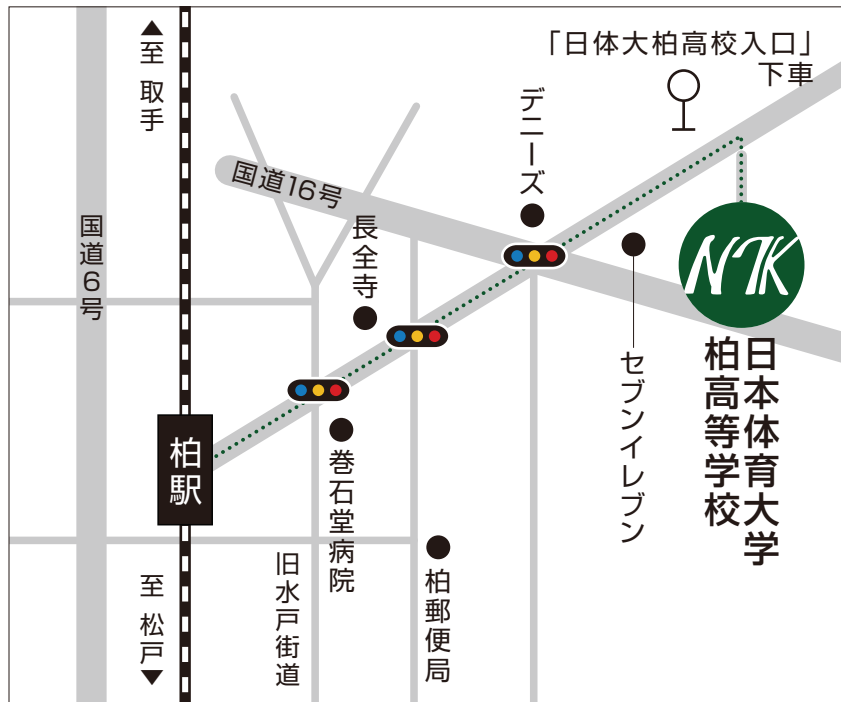 ▲至 取手
「日体大柏高校入口」
下車
デニーズ
国道16号
長全寺
国道6号
NTK
セブンイレブン
日本体育大学
柏高等学校
柏駅
巻石堂病院
旧水戸街道
柏郵便局
至 松戸▼